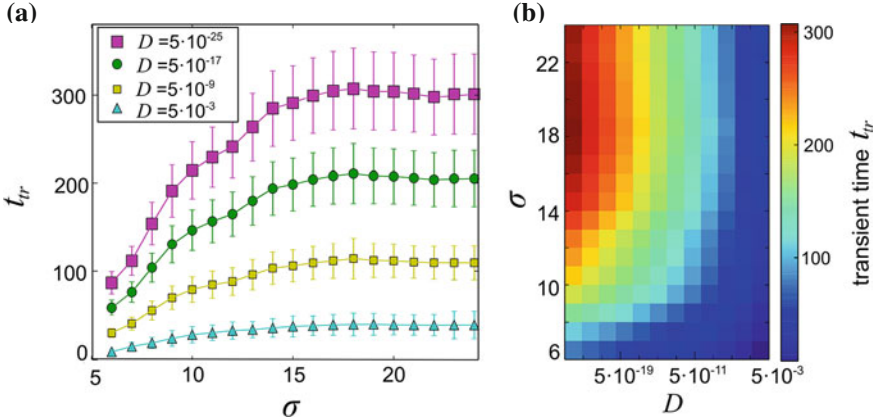 (a)
D =5·10-25
D =5·10-17
D =5·10-9
D =5·10-3
300
200
100
0
5
10
15
20
ttr
σ
(b)
22
18
14
10
6
σ
5·10-19
5·10-11
5·10-3
D
300
200
100
transient time ttr